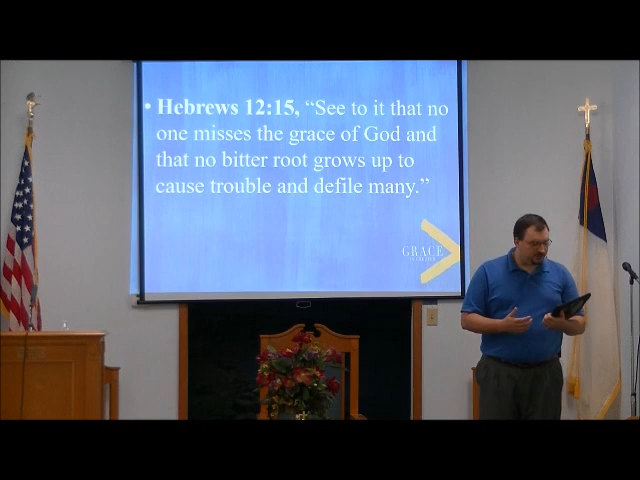 • Hebrews 12:15, “See to it that no
one misses the grace of God and
that no bitter root grows up to
cause trouble and defile many.”
GRACE